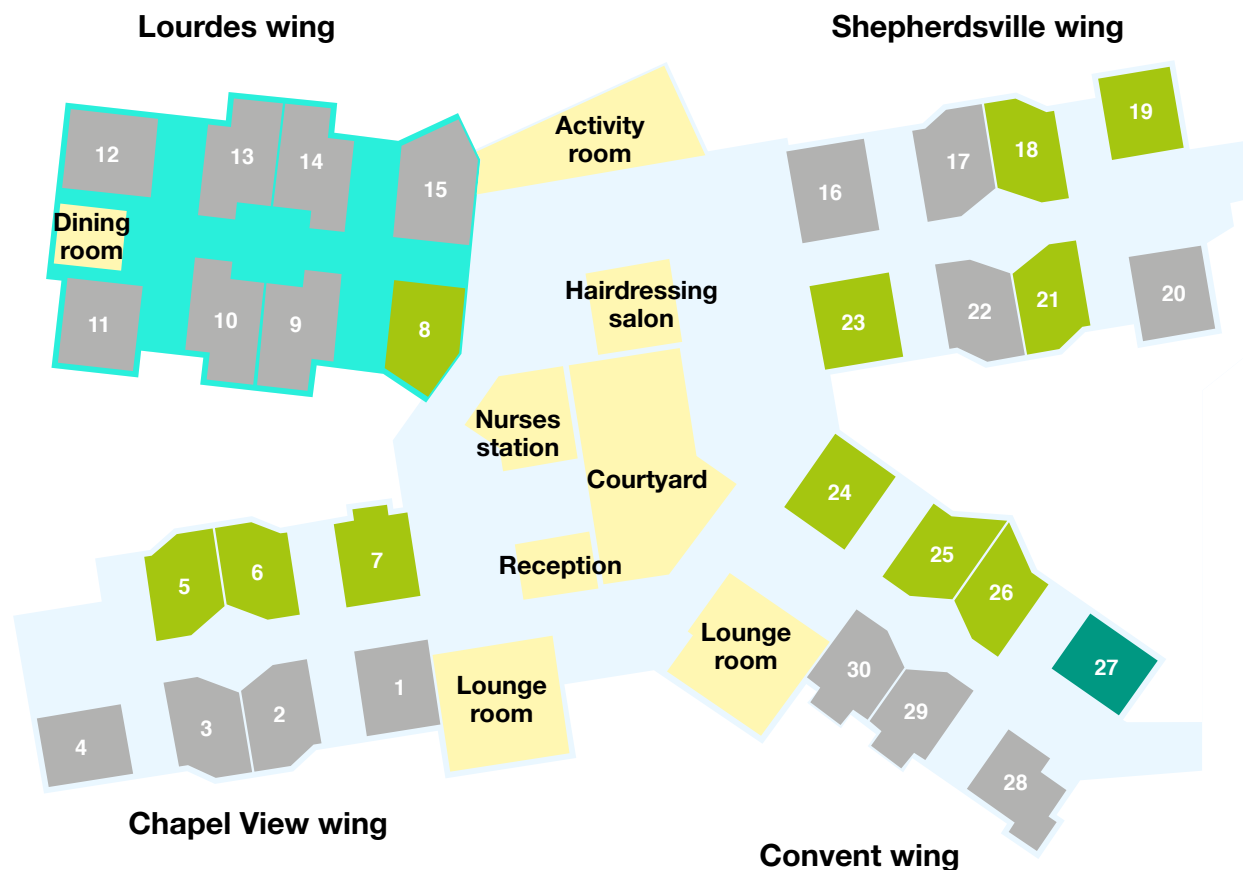 Lourdes wing
Shepherdsville wing
12
13
14
15
Dining
room
11
10
9
8
Activity
room
16
17
18
19
23
22
21
20
Hairdressing
salon
Nurses
station
Courtyard
Reception
5
6
7
4
3
2
1
Lounge
room
Lounge
room
24
25
26
27
30
29
28
Chapel View wing
Convent wing